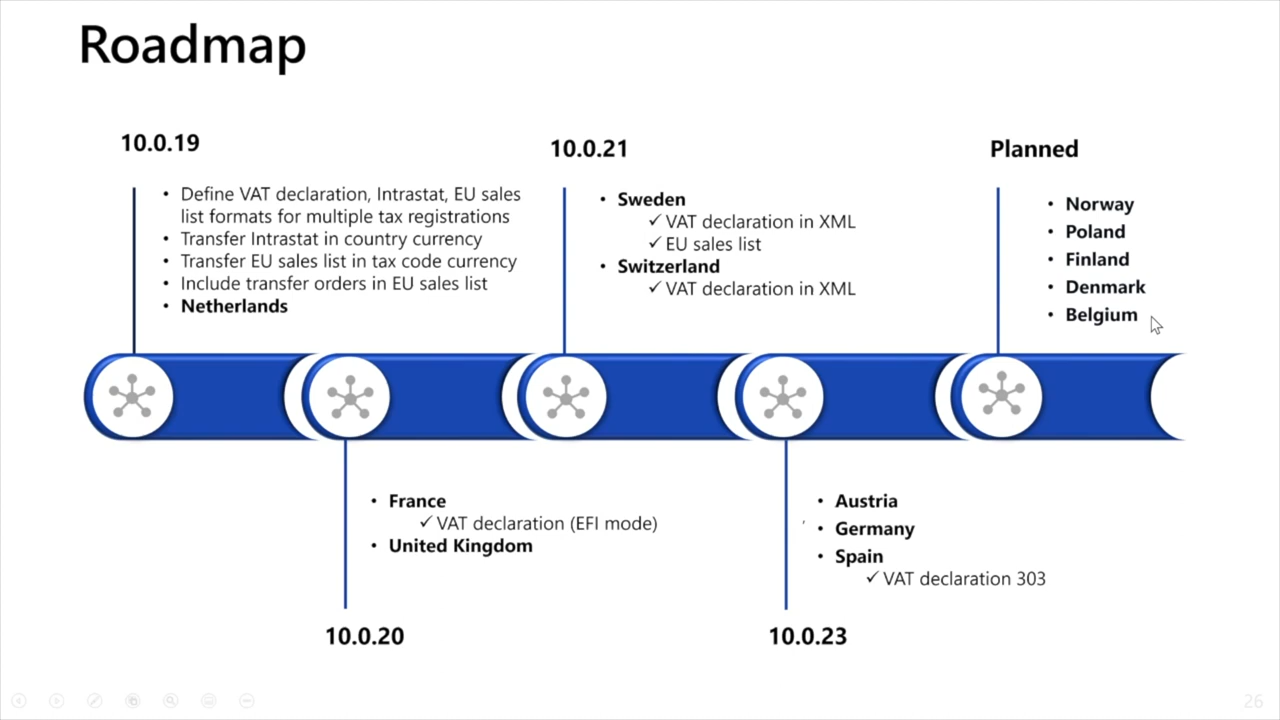 Roadmap
10.0.19
• Define VAT declaration, Intrastat, EU sales
list formats for multiple tax registrations
• Transfer Intrastat in country currency
• Transfer EU sales list in tax code currency
• Include transfer orders in EU sales list
• Netherlands
10.0.21
• Sweden
✓ VAT declaration in XML
✓ EU sales list
• Switzerland
✓ VAT declaration in XML
Planned
• Norway
• Poland
• Finland
• Denmark
• Belgium
• France
✓ VAT declaration (EFI mode)
• United Kingdom
10.0.20
• Austria
• Germany
• Spain
✓ VAT declaration 303
10.0.23
26